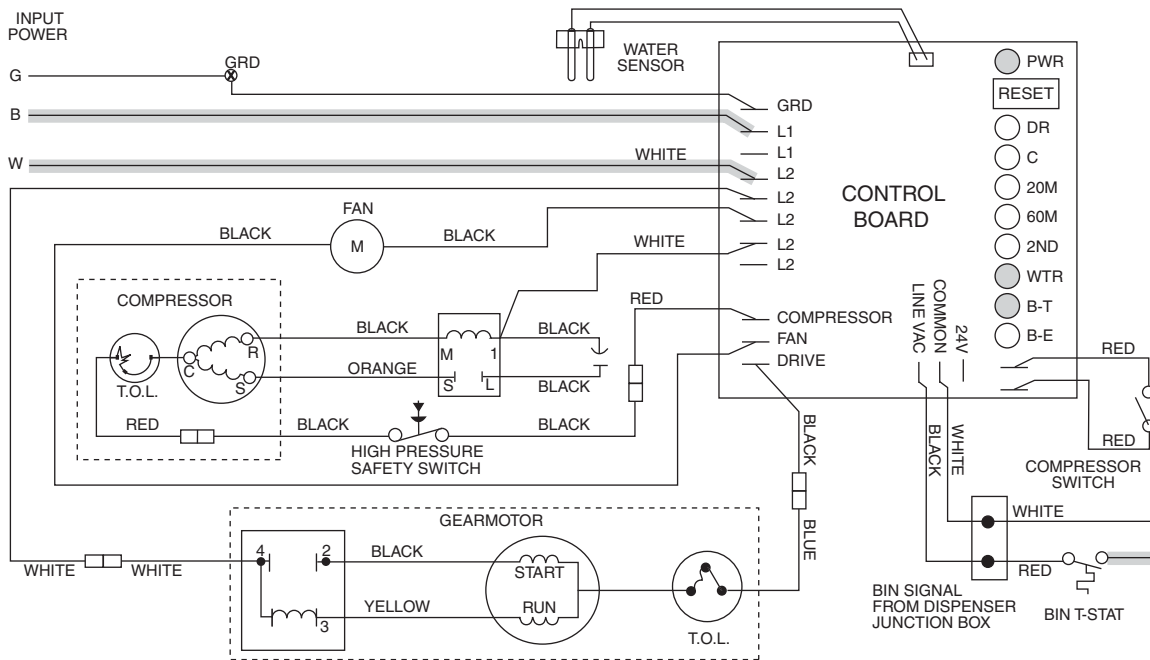 INPUT
POWER
G
GRD
B
W
WHITE
WATER
SENSOR
GRD
L1
L1
L2
L2
L2
L2
L2
CONTROL
BOARD
PWR
RESET
DR
C
20M
60M
2ND
WTR
B-T
B-E
FAN
M
BLACK
BLACK
WHITE
COMPRESSOR
T.O.L.
C
R
S
BLACK
ORANGE
M
1
S
L
BLACK
BLACK
RED
COMPRESSOR
FAN
DRIVE
RED
BLACK
BLACK
HIGH PRESSURE
SAFETY SWITCH
LINE VAC
COMMON
24V
RED
RED
COMPRESSOR
SWITCH
BLACK
WHITE
BLACK
BLUE
GEARMOTOR
WHITE
WHITE
4
2
3
BLACK
YELLOW
START
RUN
T.O.L.
WHITE
RED
BIN SIGNAL
FROM DISPENSER
JUNCTION BOX
BIN T-STAT